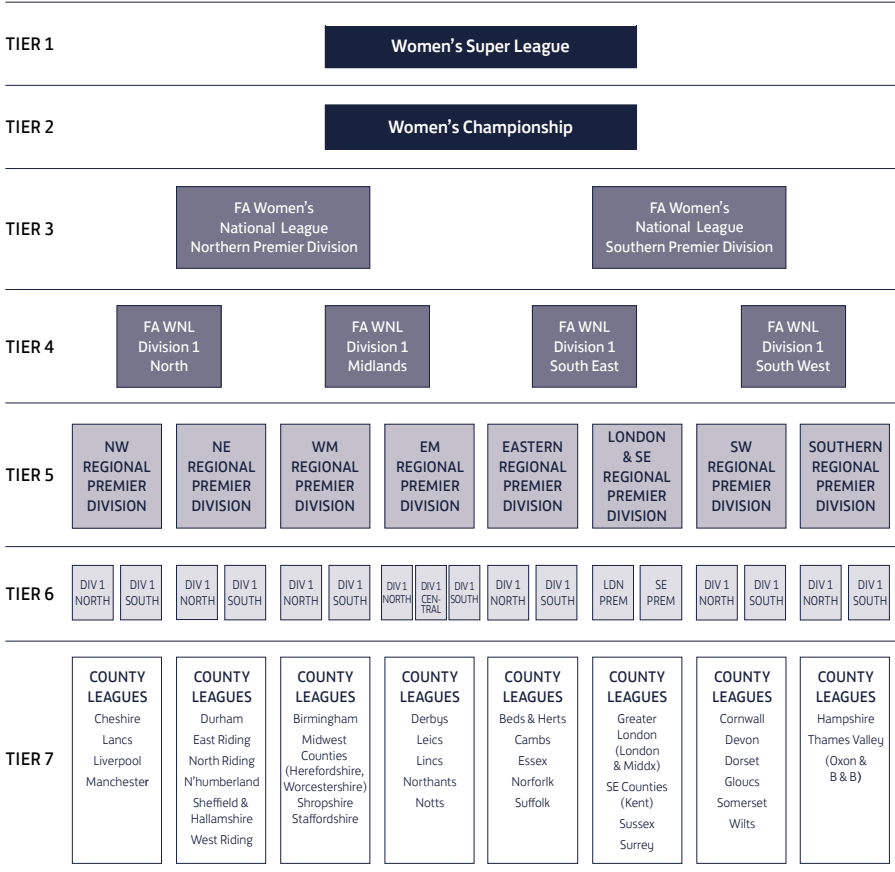 TIER 1
Women's Super League
TIER 2
Women's Championship
TIER 3
FA Women's
National League
Northern Premier Division
FA Women's
National League
Southern Premier Division
TIER 4
FA WNL
Division 1
North
FA WNL
Division 1
Midlands
FA WNL
Division 1
South East
FA WNL
Division 1
South West
TIER 5
NW
REGIONAL
PREMIER
DIVISION
NE
REGIONAL
PREMIER
DIVISION
WM
REGIONAL
PREMIER
DIVISION
EM
REGIONAL
PREMIER
DIVISION
EASTERN
REGIONAL
PREMIER
DIVISION
LONDON
& SE
REGIONAL
PREMIER
DIVISION
SW
REGIONAL
PREMIER
DIVISION
SOUTHERN
REGIONAL
PREMIER
DIVISION
TIER 6
DIV 1
NORTH
DIV 1
SOUTH
DIV 1
NORTH
DIV 1
SOUTH
DIV 1
NORTH
DIV 1
SOUTH
DIV 1
NORTH
DIV 1
CEN-
TRAL
DIV 1
SOUTH
DIV 1
NORTH
DIV 1
SOUTH
LDN
PREM
SE
PREM
DIV 1
NORTH
DIV 1
SOUTH
DIV 1
NORTH
DIV 1
SOUTH
TIER 7
COUNTY
LEAGUES
Cheshire
Lancs
Liverpool
Manchester
COUNTY
LEAGUES
Durham
East Riding
North Riding
N'humberland
Sheffield &
Hallamshire
West Riding
COUNTY
LEAGUES
Birmingham
Midwest
Counties
(Herefordshire,
Worcestershire)
Shropshire
Staffordshire
COUNTY
LEAGUES
Derbys
Leics
Lincs
Northants
Notts
COUNTY
LEAGUES
Beds & Herts
Cambs
Essex
Norforlk
Suffolk
COUNTY
LEAGUES
Greater
London
(London
& Middx)
SE Counties
(Kent)
Sussex
Surrey
COUNTY
LEAGUES
Cornwall
Devon
Dorset
Gloucs
Somerset
Wilts
COUNTY
LEAGUES
Hampshire
Thames Valley
(Oxon &
B & B)